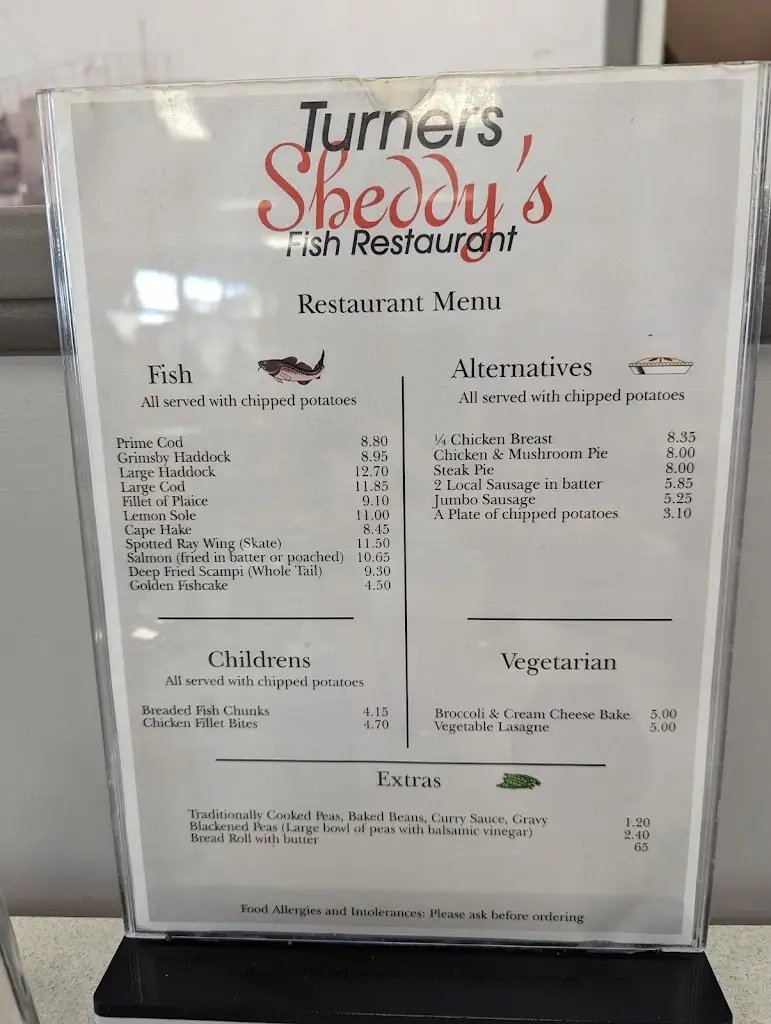 Turners
Sheddy's
Fish Restaurant
Restaurant Menu
Fish
All served with chipped potatoes
Prime Cod 8.80
Grimsby Haddock 8.95
Large Haddock 12.70
Large Cod 11.85
Fillet of Plaice 9.10
Lemon Sole 11.00
Cape Hake 8.45
Spotted Ray Wing (Skate) 11.50
Salmon (fried in batter or poached) 10.65
Deep Fried Scampi (Whole Tail) 9.30
Golden Fishcake 4.50
Alternatives
All served with chipped potatoes
¼ Chicken Breast 8.35
Chicken & Mushroom Pie 8.00
Steak Pie 8.00
2 Local Sausage in batter 5.85
Jumbo Sausage 5.25
A Plate of chipped potatoes 3.10
Childrens
All served with chipped potatoes
Breaded Fish Chunks 4.15
Chicken Fillet Bites 4.70
Vegetarian
Broccoli & Cream Cheese Bake 5.00
Vegetable Lasagne 5.00
Extras
Traditionally Cooked Peas, Baked Beans, Curry Sauce, Gravy 1.20
Blackened Peas (Large bowl of peas with balsamic vinegar) 2.40
Bread Roll with butter 65
Food Allergies and Intolerances: Please ask before ordering